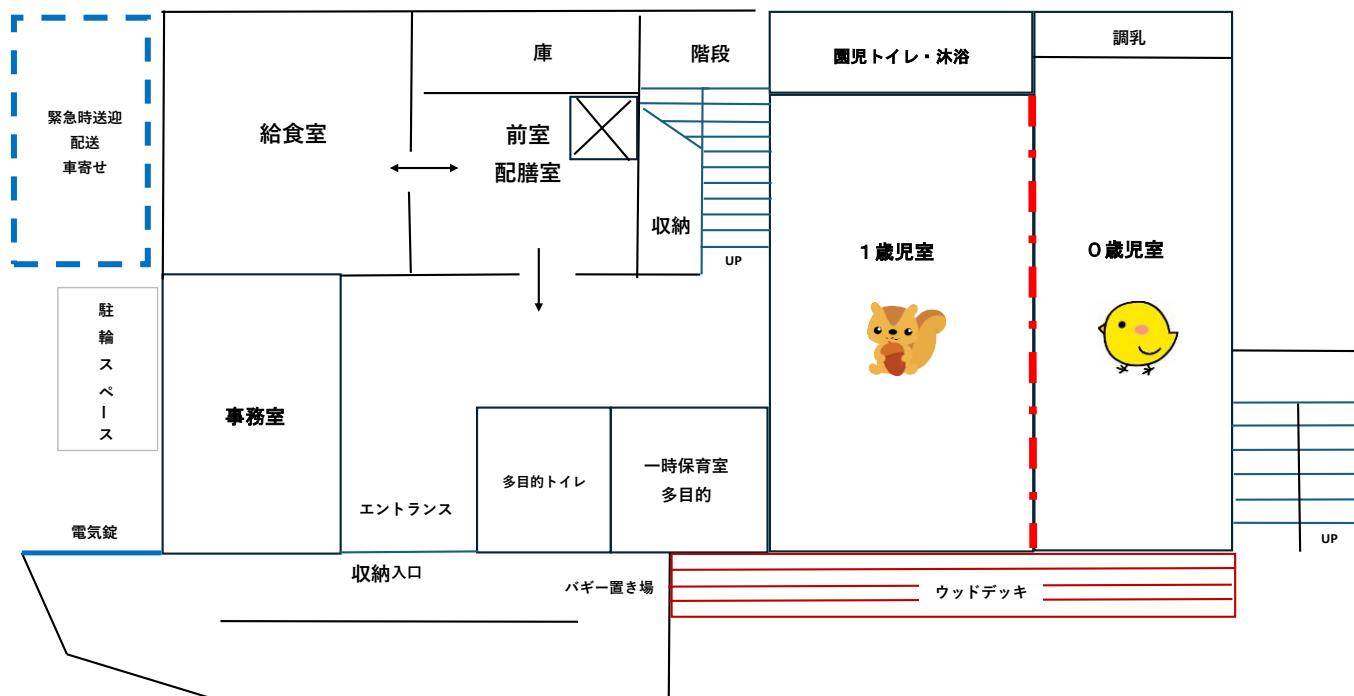 庫
階段
園児トイレ・沐浴
調乳
緊急時送迎
配送
車寄せ
給食室
前室
配膳室
収納
UP
１歳児室
０歳児室
駐輪スペース
事務室
一時保育室
多目的
多目的トイレ
エントランス
電気錠
UP
収納入口
バギー置き場
ウッドデッキ